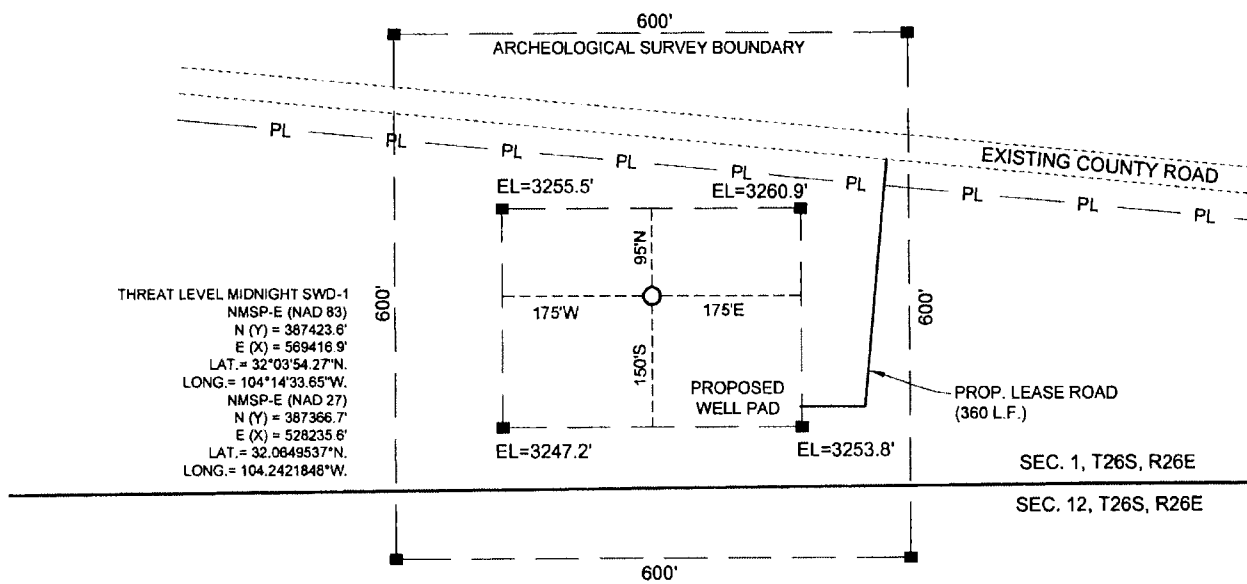 600'
ARCHEOLOGICAL SURVEY BOUNDARY
PL PL PL PL PL PL PL PL PL
EXISTING COUNTY ROAD
EL=3255.5'
EL=3260.9'
95'N
175'W
175'E
150'S
600'
600'
THREAT LEVEL MIDNIGHT SWD-1
NMSP-E (NAD 83)
N (Y) = 387423.6'
E (X) = 569416.9'
LAT.= 32°03'54.27"N.
LONG.= 104°14'33.65"W.
NMSP-E (NAD 27)
N (Y) = 387366.7'
E (X) = 528235.6'
LAT.= 32.0649537°N.
LONG.= 104.2421848°W.
PROPOSED
WELL PAD
PROP. LEASE ROAD
(360 L.F.)
EL=3247.2'
EL=3253.8'
SEC. 1, T26S, R26E
SEC. 12, T26S, R26E
600'